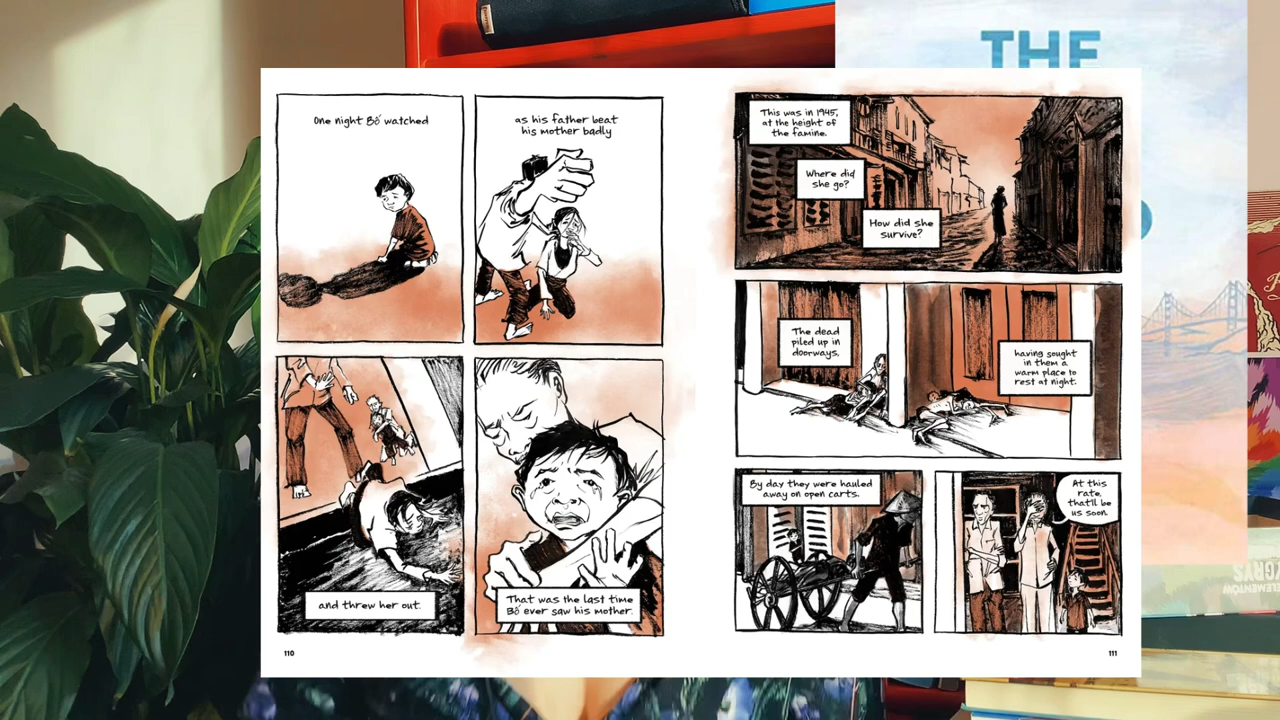 THE
One night Bố watched
as his father beat
his mother badly
and threw her out.
That was the last time
Bố ever saw his mother.
110
This was in 1945,
at the height of
the famine.
Where did
she go?
How did she
survive?
The dead
piled up in
doorways,
having sought
in them a
warm place to
rest at night.
By day they were hauled
away on open carts.
At this
rate,
that'll be
us soon.
111